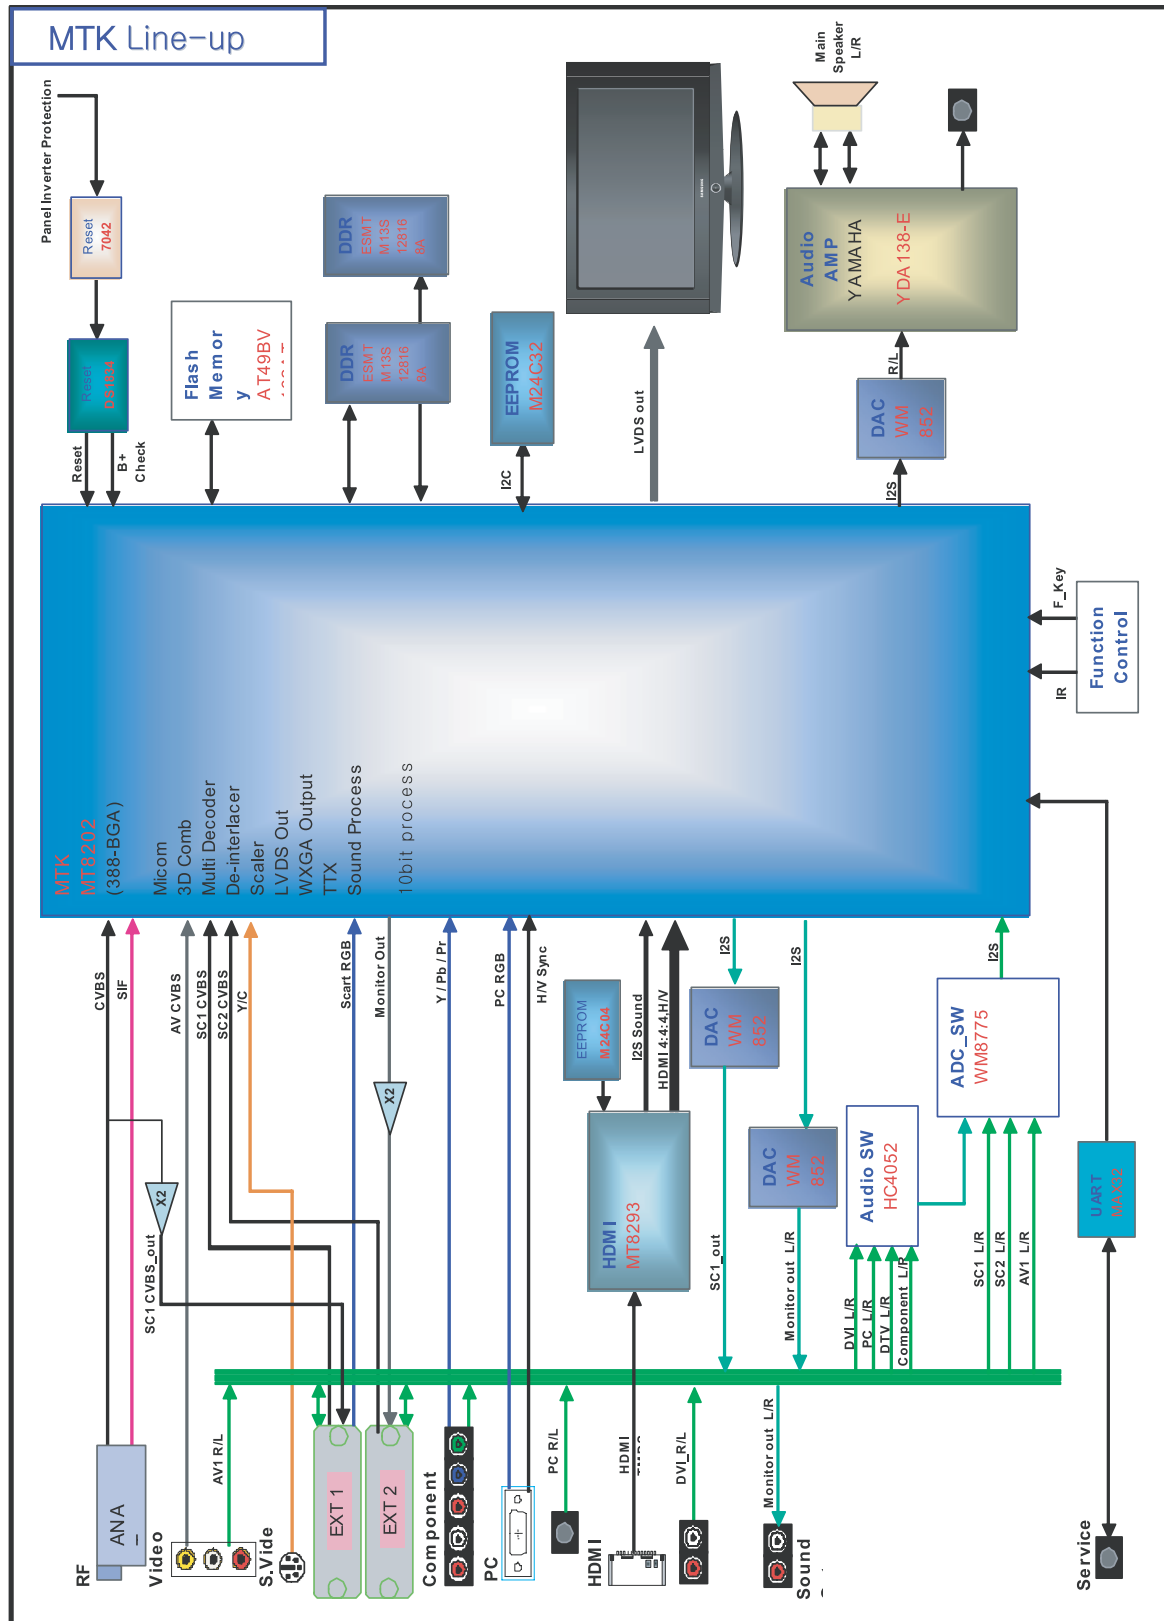 MTK Line-up
Panel Inverter Protection
Reset
7042
Reset
DS1834
Reset
B+
Check
Flash
Memor
y
AT49BV
DDR
ESMT
M13S
12816
8A
DDR
ESMT
M13S
12816
8A
EEPROM
M24C32
I2C
LVDS out
Main
Speaker
L/R
Audio
AMP
YAMAHA
YDA138-E
R/L
DAC
WM
852
I2S
MTK
MT8202
(388-BGA)
Micom
3D Comb
Multi Decoder
De-interlacer
Scaler
LVDS Out
WXGA Output
TTX
Sound Process
10bit process
F_Key
IR
Function
Control
CVBS
SIF
AV CVBS
SC1 CVBS
SC2 CVBS
Y/C
Scart RGB
Monitor Out
Y / Pb / Pr
PC RGB
H/V Sync
I2S Sound
HDMI 4:4:4,H/V
I2S
I2S
I2S
X2
X2
SC1 CVBS_out
EEPROM
M24C04
HDMI
MT8293
DAC
WM
852
DAC
WM
852
SC1_out
Monitor out L/R
Audio SW
HC4052
ADC_SW
WM8775
DVI L/R
PC L/R
DTV L/R
Component L/R
SC1 L/R
SC2 L/R
AV1 L/R
UART
MAX32
RF
ANA
_
Video
AV1 R/L
S.Vide
EXT 1
EXT 2
Component
PC
PC R/L
HDMI
HDMI
DVI_R/L
Monitor out L/R
Sound
Service